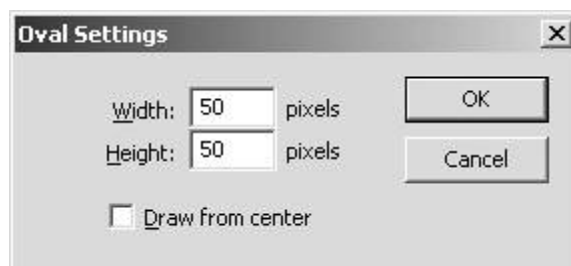 Oval Settings
Width: 50 pixels
OK
Height: 50 pixels
Cancel
Draw from center